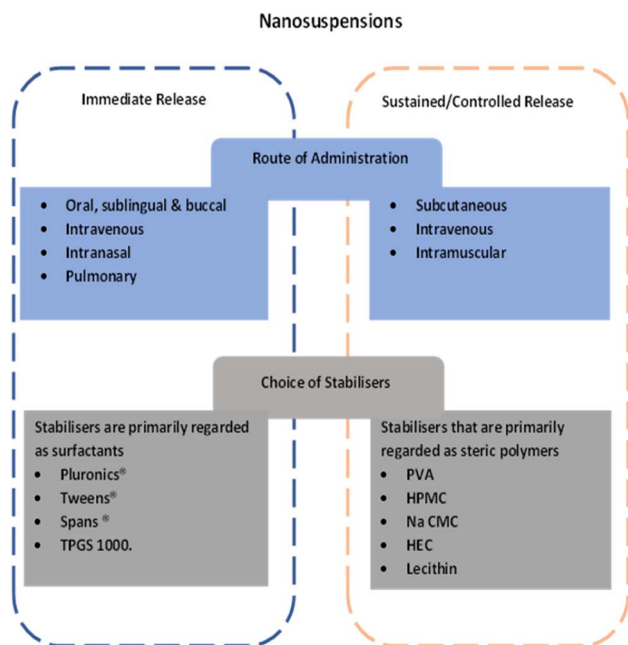 Nanosuspensions
Immediate Release
Sustained/Controlled Release
Route of Administration
• Oral, sublingual & buccal
• Intravenous
• Intranasal
• Pulmonary
• Subcutaneous
• Intravenous
• Intramuscular
Choice of Stabilisers
Stabilisers are primarily regarded
as surfactants
• Pluronics®
• Tweens®
• Spans ®
• TPGS 1000.
Stabilisers that are primarily
regarded as steric polymers
• PVA
• HPMC
• Na CMC
• HEC
• Lecithin